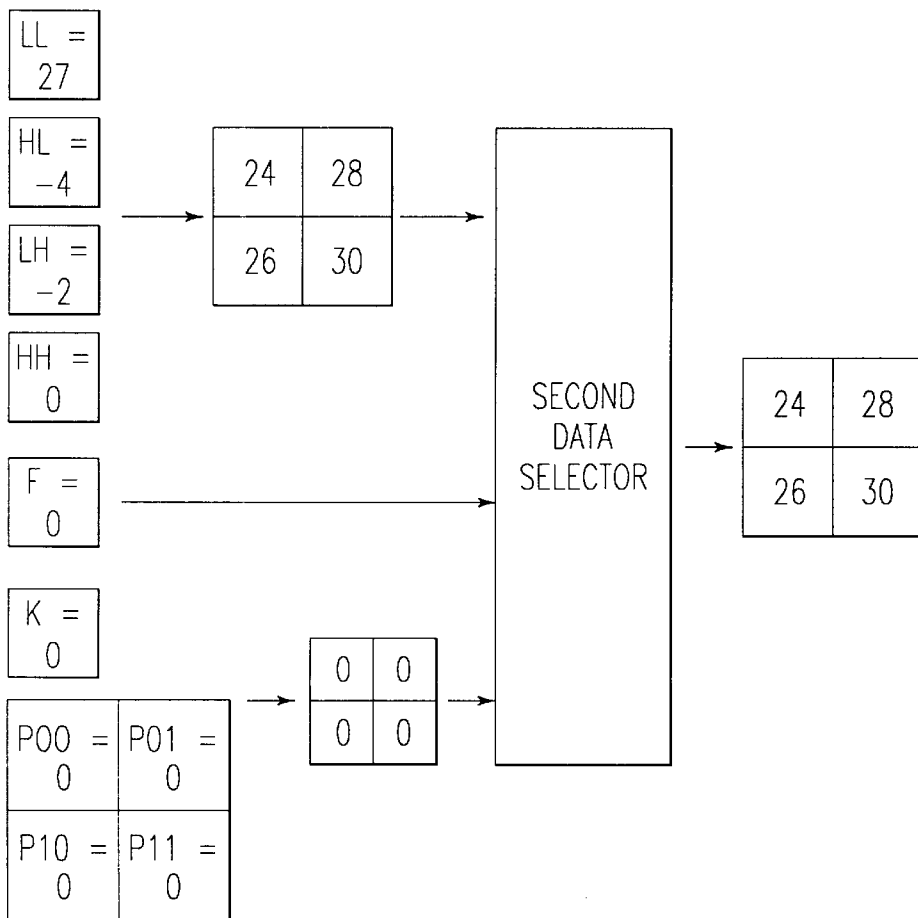 LL =
27
HL =
-4
LH =
-2
HH =
0
F =
0
K =
0
P00 = P01 =
0 0
P10 = P11 =
0 0
24 28
26 30
0 0
0 0
SECOND
DATA
SELECTOR
24 28
26 30